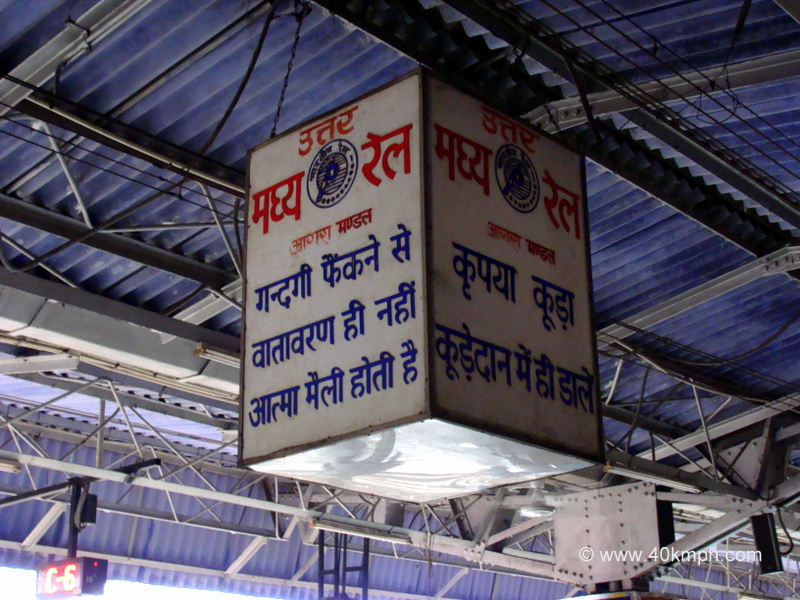 उत्तर
मध्य रेल
आगरा मण्डल
गन्दगी फैंकने से
वातावरण ही नहीं
आत्मा मैली होती है
उत्तर
मध्य रेल
आगरा मण्डल
कृपया कूड़ा
कूड़ेदान में ही डाले
C-6
© www.40kmph.com